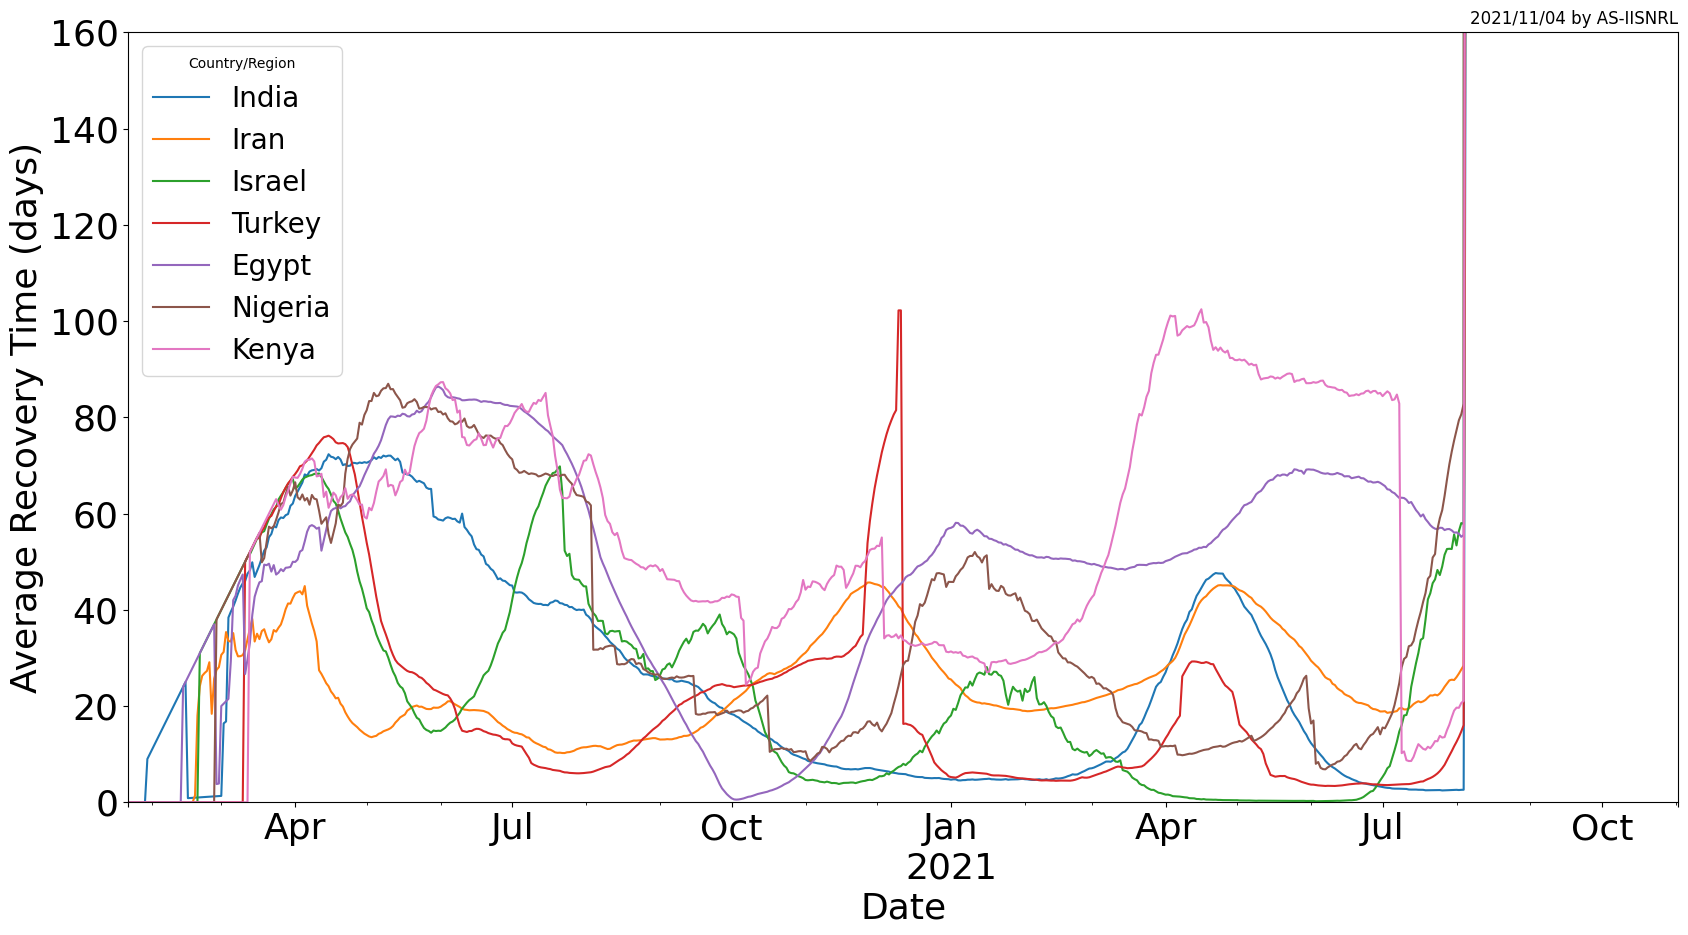 2021/11/04 by AS-IISNRL
160
140
120
100
80
60
40
20
0
Average Recovery Time (days)
Country/Region
India
Iran
Israel
Turkey
Egypt
Nigeria
Kenya
Apr Jul Oct Jan Apr Jul Oct
2021
Date